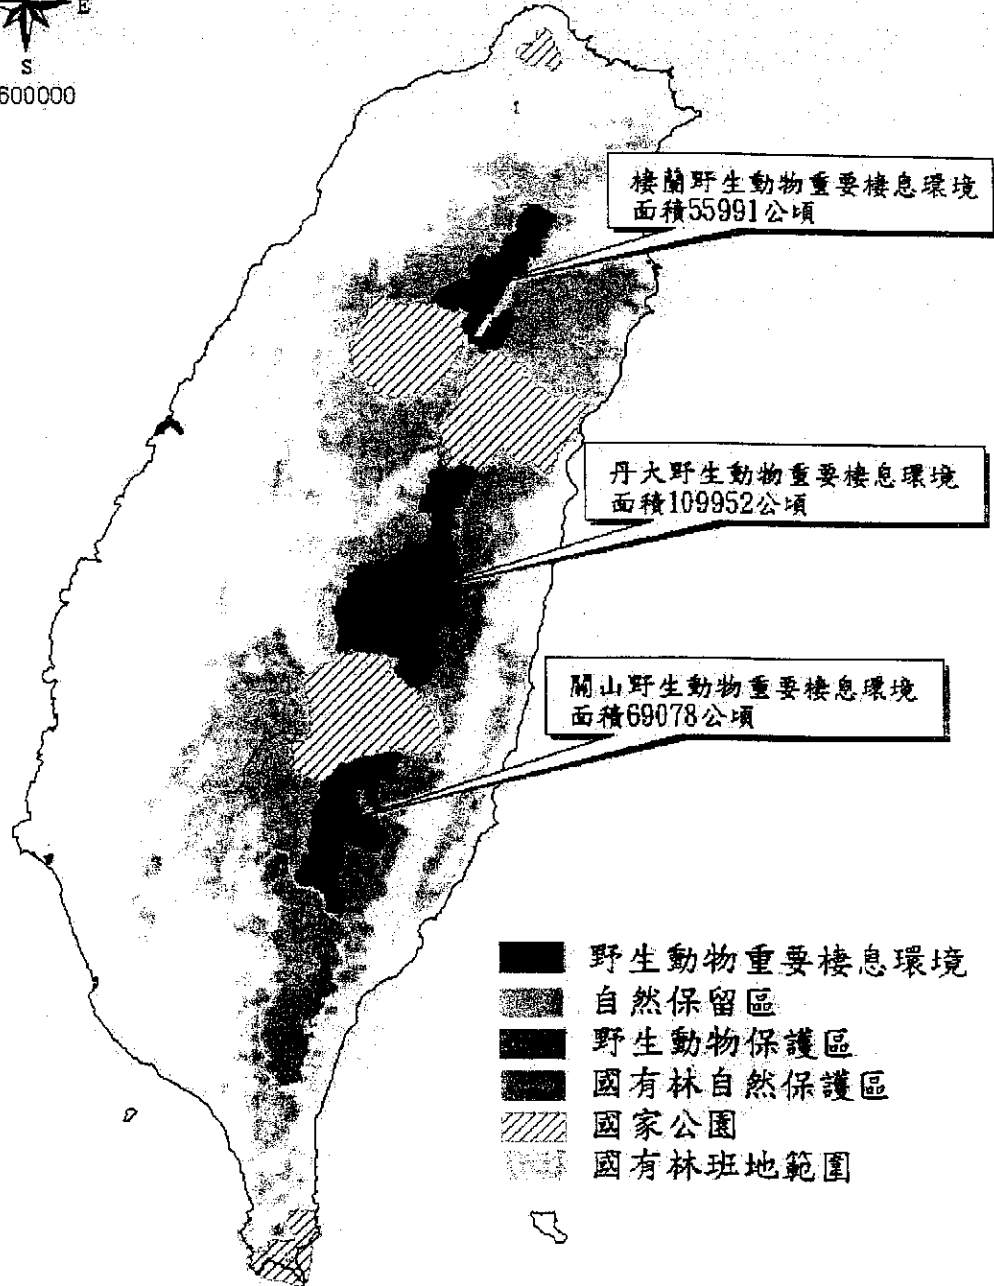 E
S
600000
棲蘭野生動物重要棲息環境
面積55991公頃
丹大野生動物重要棲息環境
面積109952公頃
關山野生動物重要棲息環境
面積69078公頃
野生動物重要棲息環境
自然保留區
野生動物保護區
國有林自然保護區
國家公園
國有林班地範圍